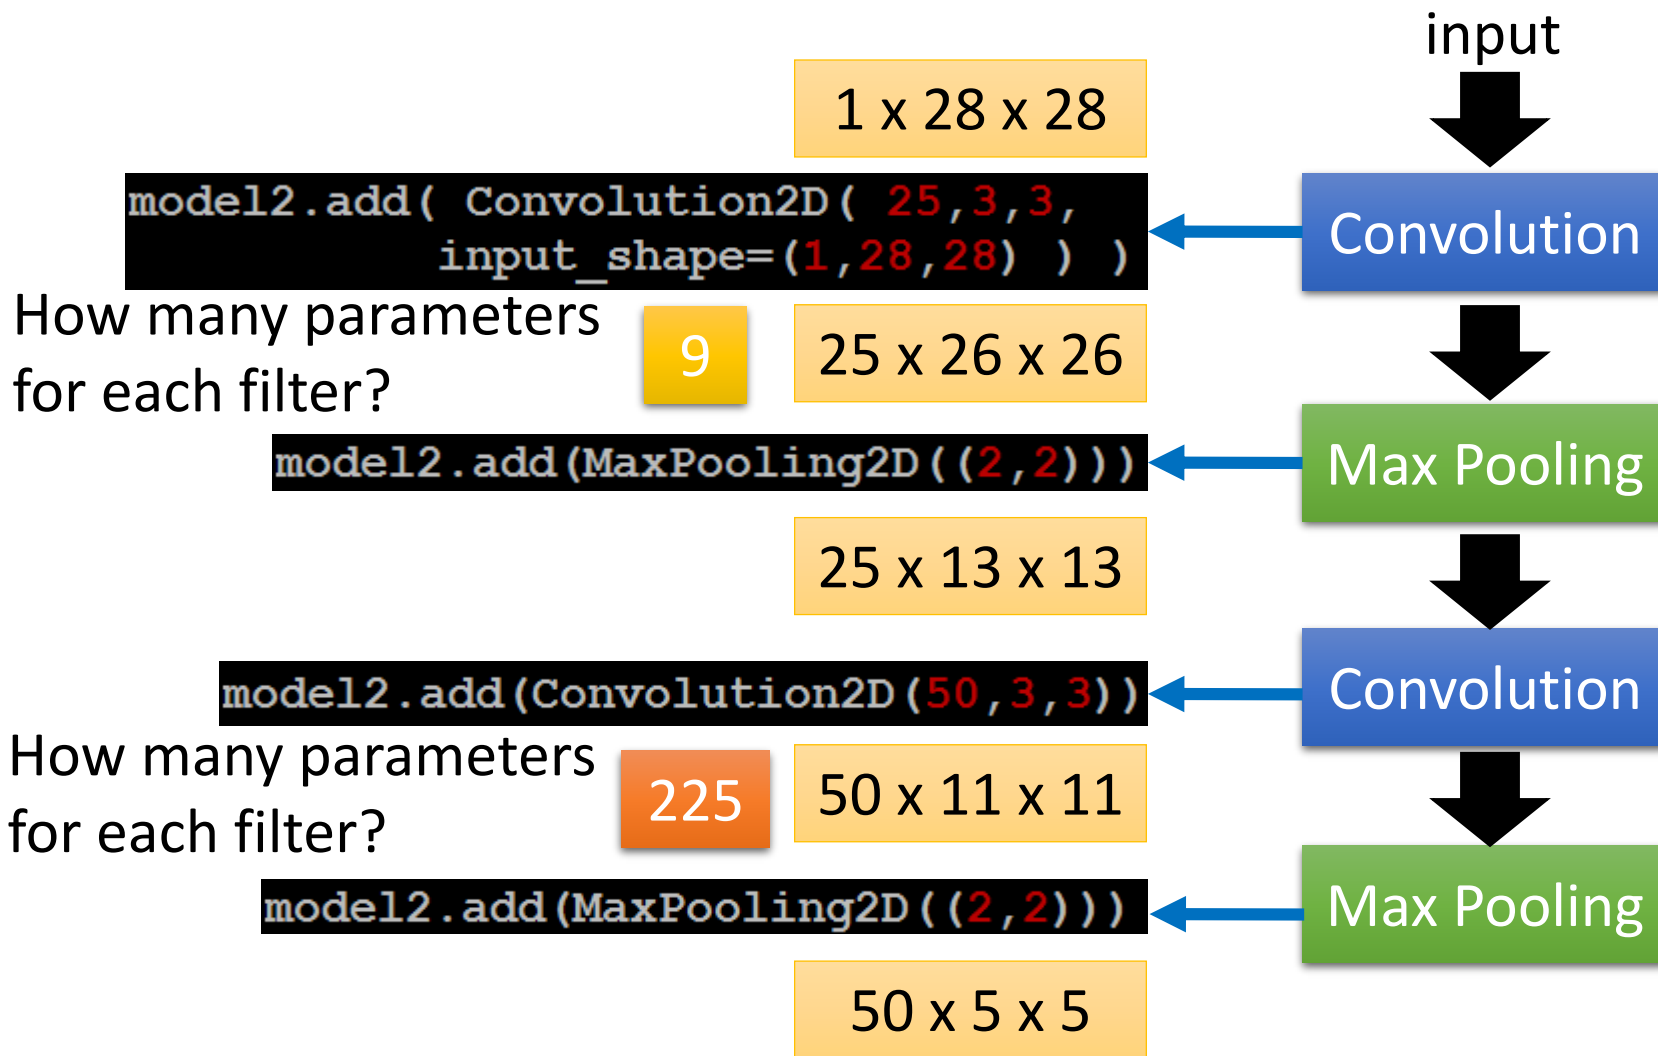 input
1 x 28 x 28
model2.add( Convolution2D( 25,3,3,
input_shape=(1,28,28) ) )
Convolution
How many parameters
for each filter?
9
25 x 26 x 26
model2.add(MaxPooling2D((2,2)))
Max Pooling
25 x 13 x 13
model2.add(Convolution2D(50,3,3))
Convolution
How many parameters
for each filter?
225
50 x 11 x 11
model2.add(MaxPooling2D((2,2)))
Max Pooling
50 x 5 x 5